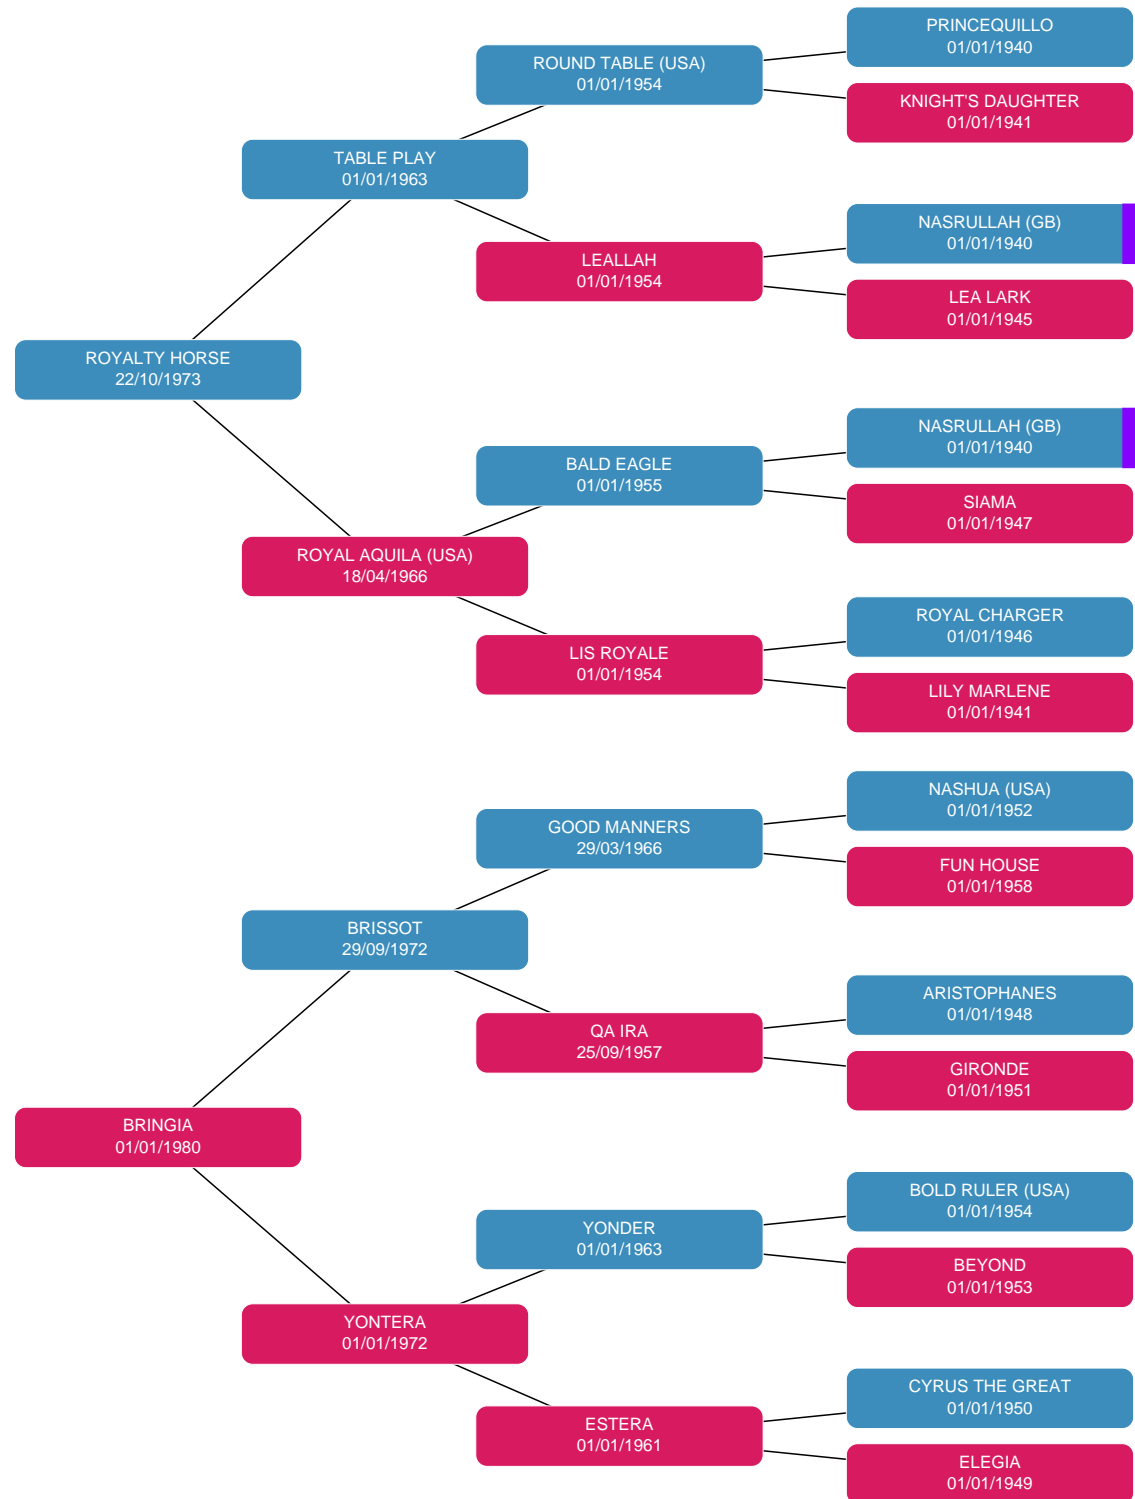 PRINCEQUILLO
01/01/1940
ROUND TABLE (USA)
01/01/1954
KNIGHT'S DAUGHTER
01/01/1941
TABLE PLAY
01/01/1963
NASRULLAH (GB)
01/01/1940
LEALLAH
01/01/1954
LEA LARK
01/01/1945
ROYALTY HORSE
22/10/1973
NASRULLAH (GB)
01/01/1940
BALD EAGLE
01/01/1955
SIAMA
01/01/1947
ROYAL AQUILA (USA)
18/04/1966
ROYAL CHARGER
01/01/1946
LIS ROYALE
01/01/1954
LILY MARLENE
01/01/1941
NASHUA (USA)
01/01/1952
GOOD MANNERS
29/03/1966
FUN HOUSE
01/01/1958
BRISSOT
29/09/1972
ARISTOPHANES
01/01/1948
QA IRA
25/09/1957
GIRONDE
01/01/1951
BRINGIA
01/01/1980
BOLD RULER (USA)
01/01/1954
YONDER
01/01/1963
BEYOND
01/01/1953
YONTERA
01/01/1972
CYRUS THE GREAT
01/01/1950
ESTERA
01/01/1961
ELEGIA
01/01/1949